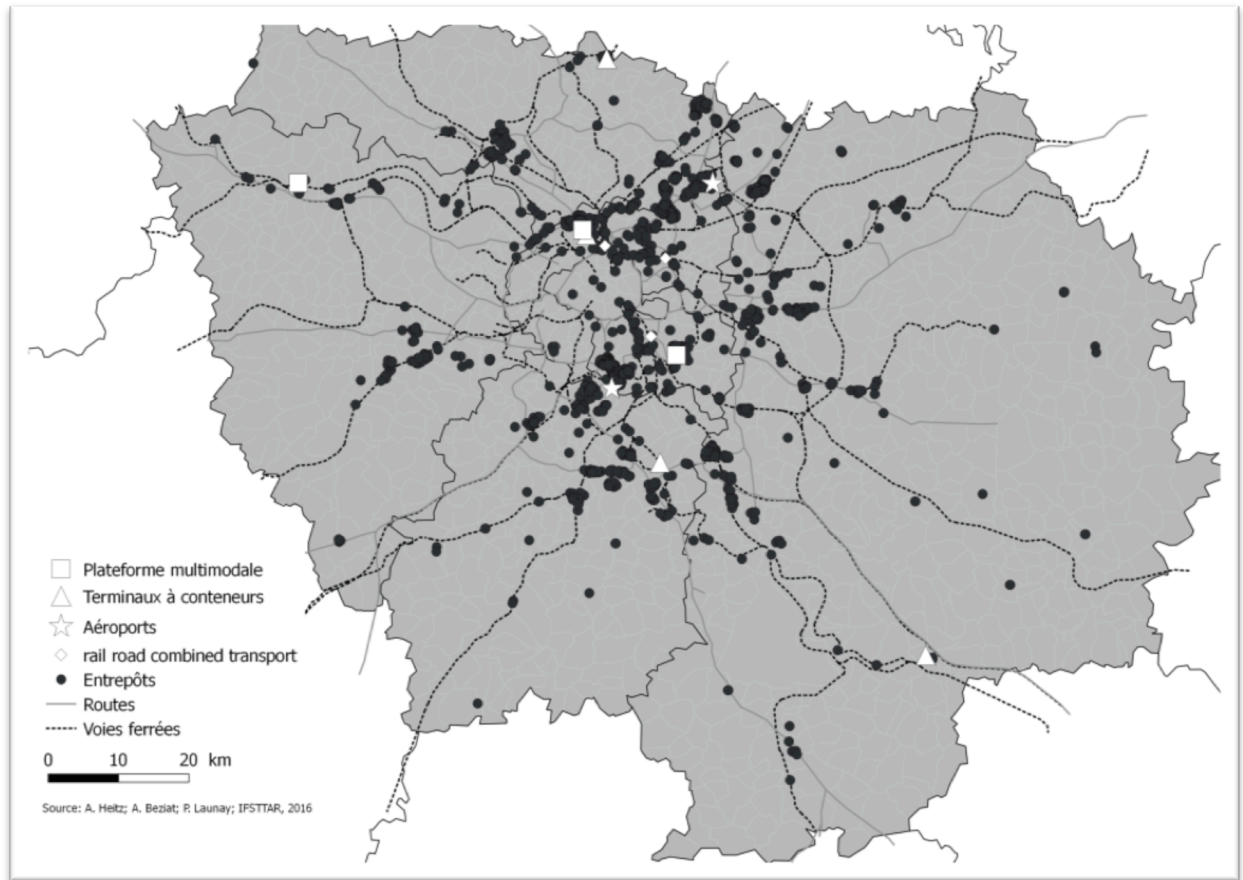 Plateforme multimodale
Terminaux à conteneurs
Aéroports
rail road combined transport
Entrepôts
Routes
Voies ferrées
0 10 20 km
Source: A. Heitz; A. Beziat; P. Launay; IFSTTAR, 2016